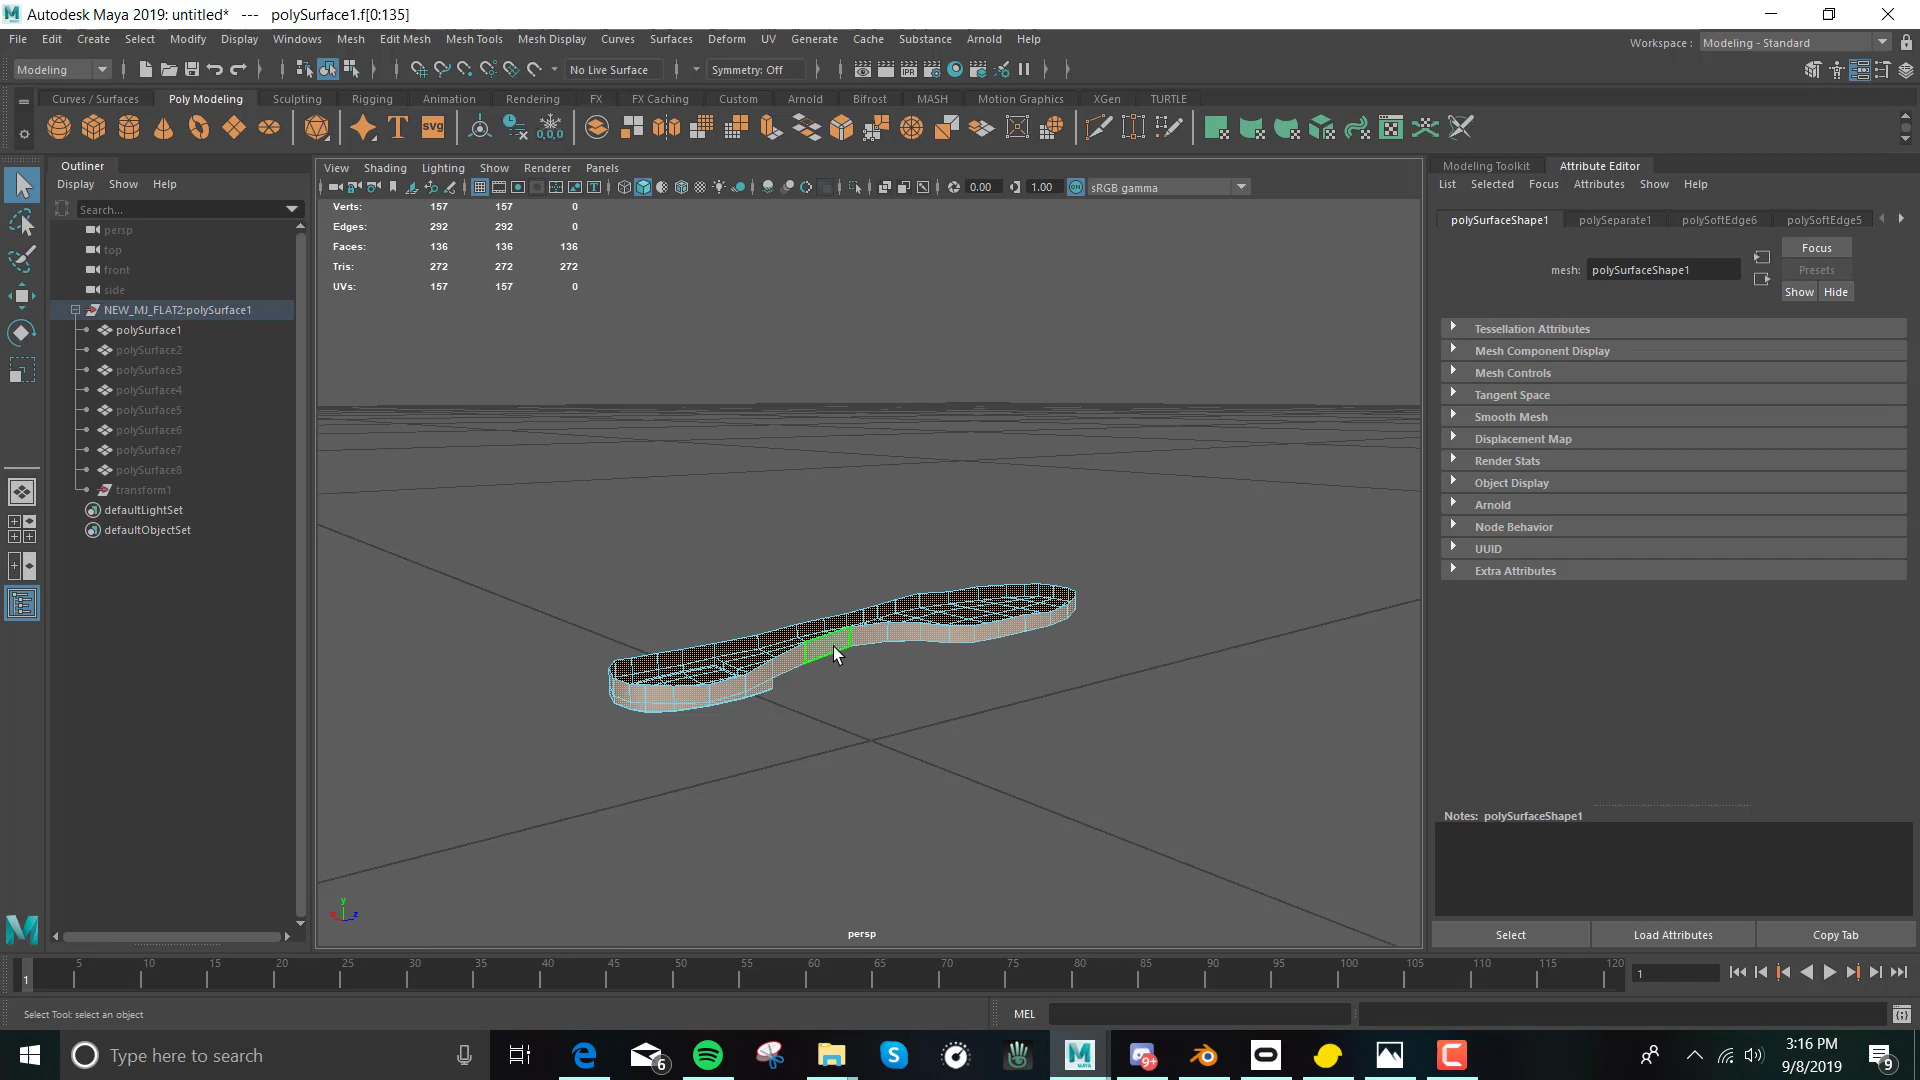 Autodesk Maya 2019: untitled*   ---   polySurface1.f[0:135]
File Edit Create Select Modify Display Windows Mesh Edit Mesh Mesh Tools Mesh Display Curves Surfaces Deform UV Generate Cache Substance Arnold Help
Workspace : Modeling - Standard
Modeling No Live Surface Symmetry: Off
Curves / Surfaces Poly Modeling Sculpting Rigging Animation Rendering FX FX Caching Custom Arnold Bifrost MASH Motion Graphics XGen TURTLE
Outliner
Display Show Help
Search...
persp
top
front
side
NEW_MJ_FLAT2:polySurface1
polySurface1
polySurface2
polySurface3
polySurface4
polySurface5
polySurface6
polySurface7
polySurface8
transform1
defaultLightSet
defaultObjectSet
View Shading Lighting Show Renderer Panels
0.00 1.00 ON sRGB gamma
Verts: 157 157 0
Edges: 292 292 0
Faces: 136 136 136
Tris: 272 272 272
UVs: 157 157 0
y
x z
persp
Modeling Toolkit Attribute Editor
List Selected Focus Attributes Show Help
polySurfaceShape1 polySeparate1 polySoftEdge6 polySoftEdge5
mesh: polySurfaceShape1
Focus
Presets
Show Hide
Tessellation Attributes
Mesh Component Display
Mesh Controls
Tangent Space
Smooth Mesh
Displacement Map
Render Stats
Object Display
Arnold
Node Behavior
UUID
Extra Attributes
Notes: polySurfaceShape1
Select Load Attributes Copy Tab
1 5 10 15 20 25 30 35 40 45 50 55 60 65 70 75 80 85 90 95 100 105 110 115 120 1
Select Tool: select an object
MEL
Type here to search
6
9+
3:16 PM
9/8/2019
9